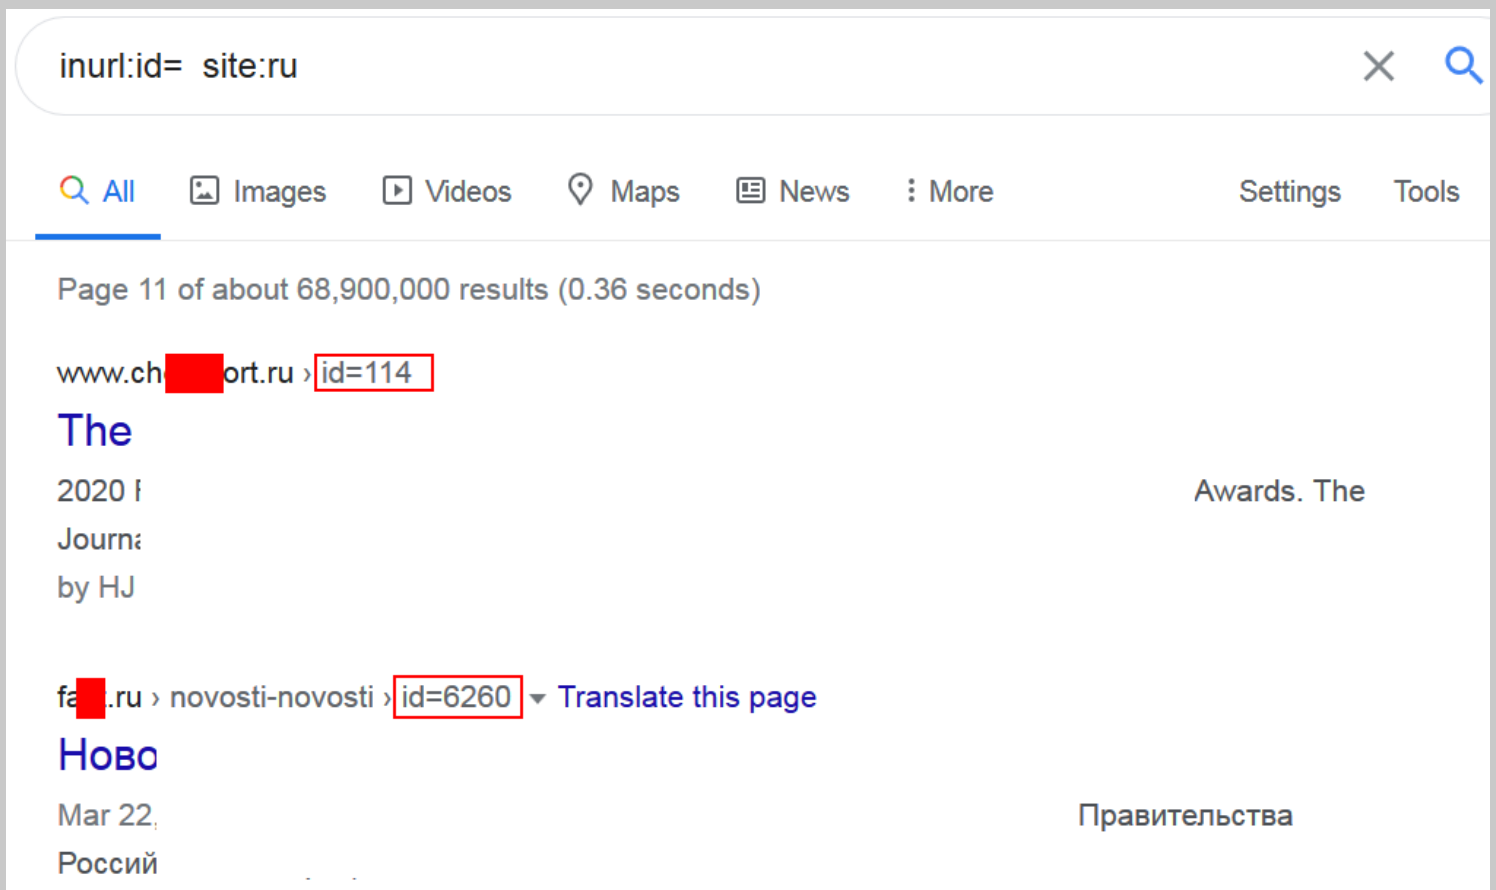 inurl:id= site:ru
All Images Videos Maps News More Settings Tools
Page 11 of about 68,900,000 results (0.36 seconds)
www.ch ort.ru › id=114
The
2020
Awards. The
Journa
by HJ
fa .ru › novosti-novosti › id=6260 Translate this page
Ново
Mar 22,
Правительства
Россий